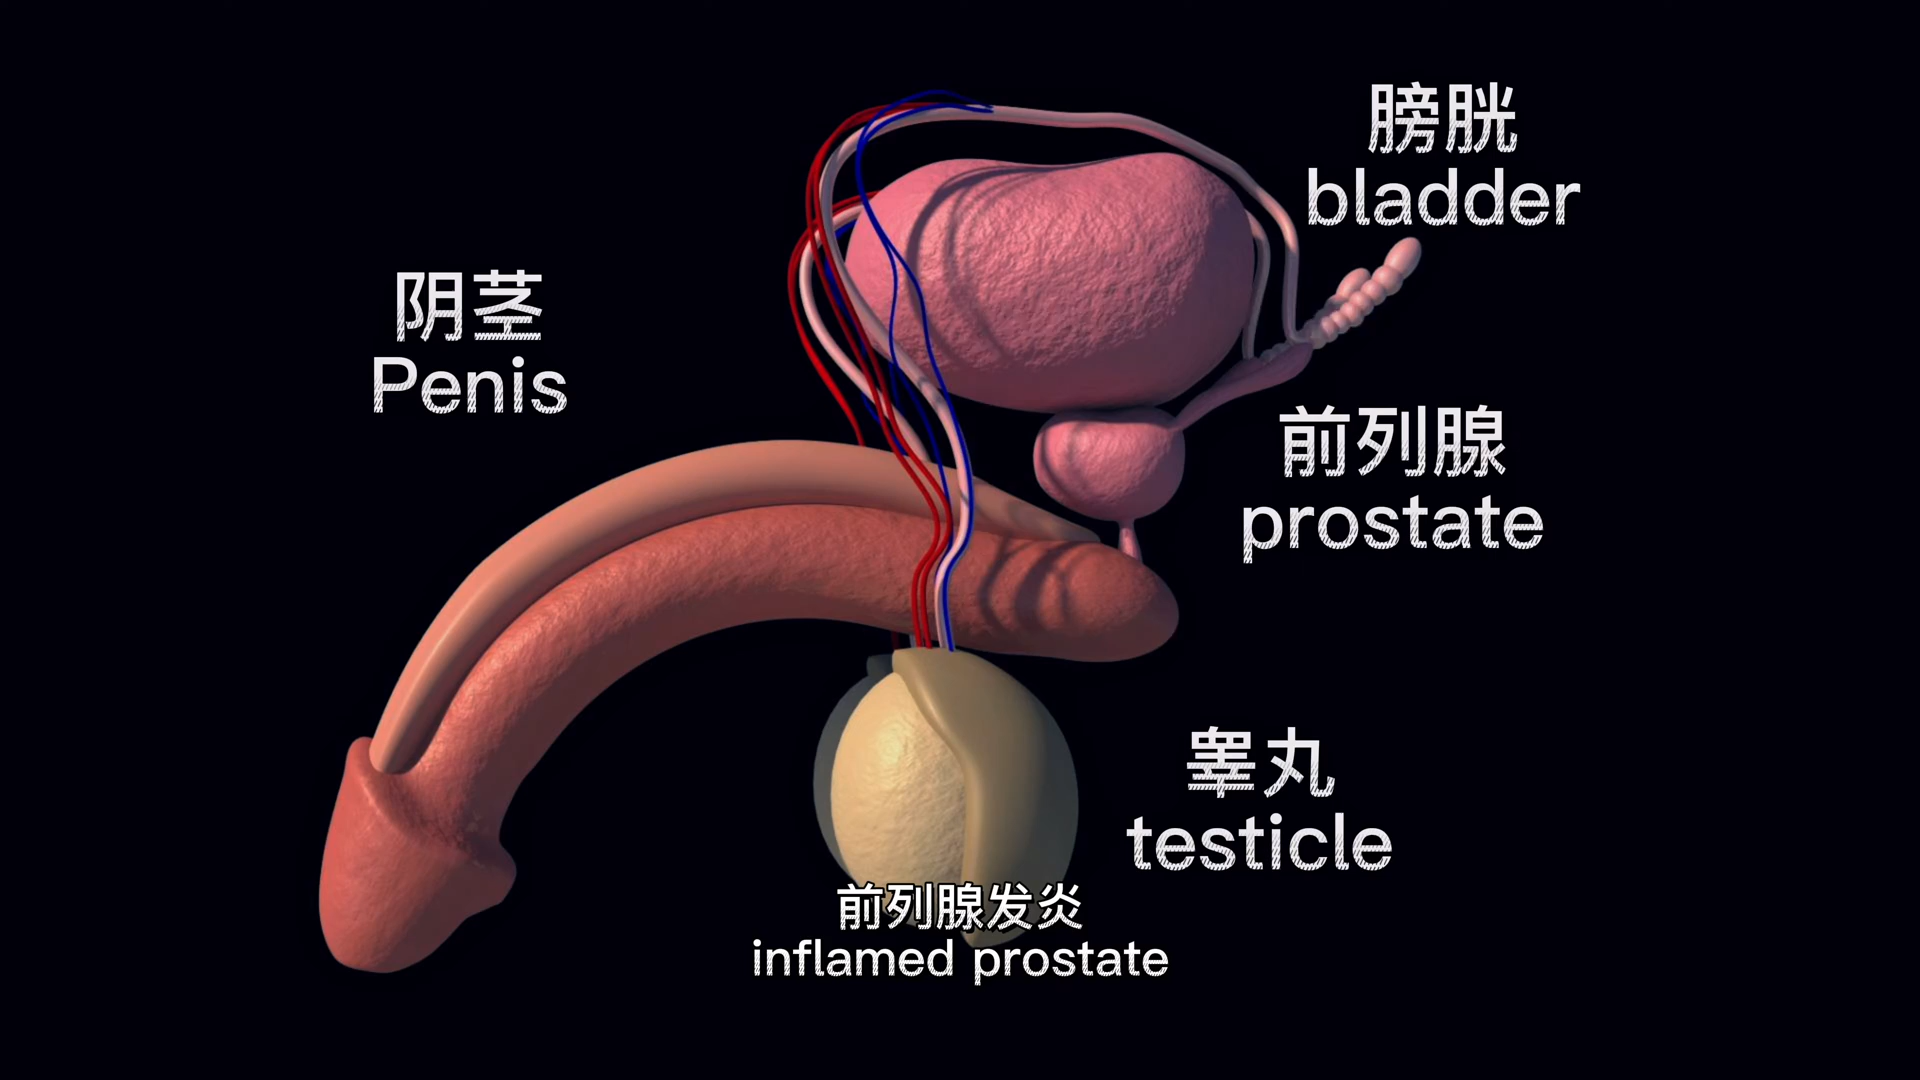 膀胱
bladder
阴茎
Penis
前列腺
prostate
睾丸
testicle
前列腺发炎
inflamed prostate